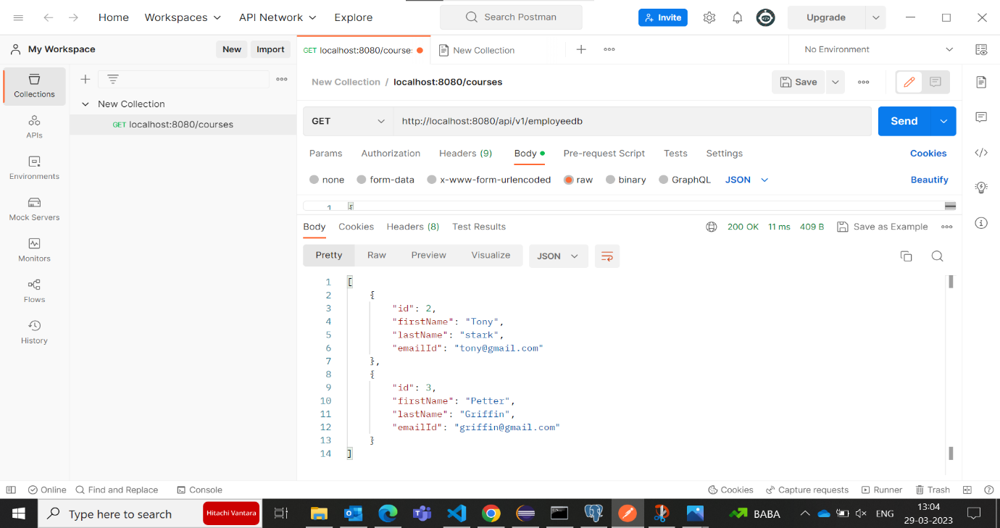 Home Workspaces API Network Explore Search Postman Invite Upgrade
My Workspace New Import GET localhost:8080/course: New Collection No Environment
Collections
APIs
Environments
Mock Servers
Monitors
Flows
History
New Collection
GET localhost:8080/courses
New Collection / localhost:8080/courses Save
GET http://localhost:8080/api/v1/employeedb Send
Params Authorization Headers (9) Body Pre-request Script Tests Settings Cookies
none form-data x-www-form-urlencoded raw binary GraphQL JSON Beautify
1 {
Body Cookies Headers (8) Test Results 200 OK 11 ms 409 B Save as Example
Pretty Raw Preview Visualize JSON
1 [
2 {
3 "id": 2,
4 "firstName": "Tony",
5 "lastName": "stark",
6 "emailId": "tony@gmail.com"
7 },
8 {
9 "id": 3,
10 "firstName": "Petter",
11 "lastName": "Griffin",
12 "emailId": "griffin@gmail.com"
13 }
14 ]
Online Find and Replace Console Cookies Capture requests Runner Trash
Type here to search Hitachi Vantara BABA ENG 13:04
29-03-2023